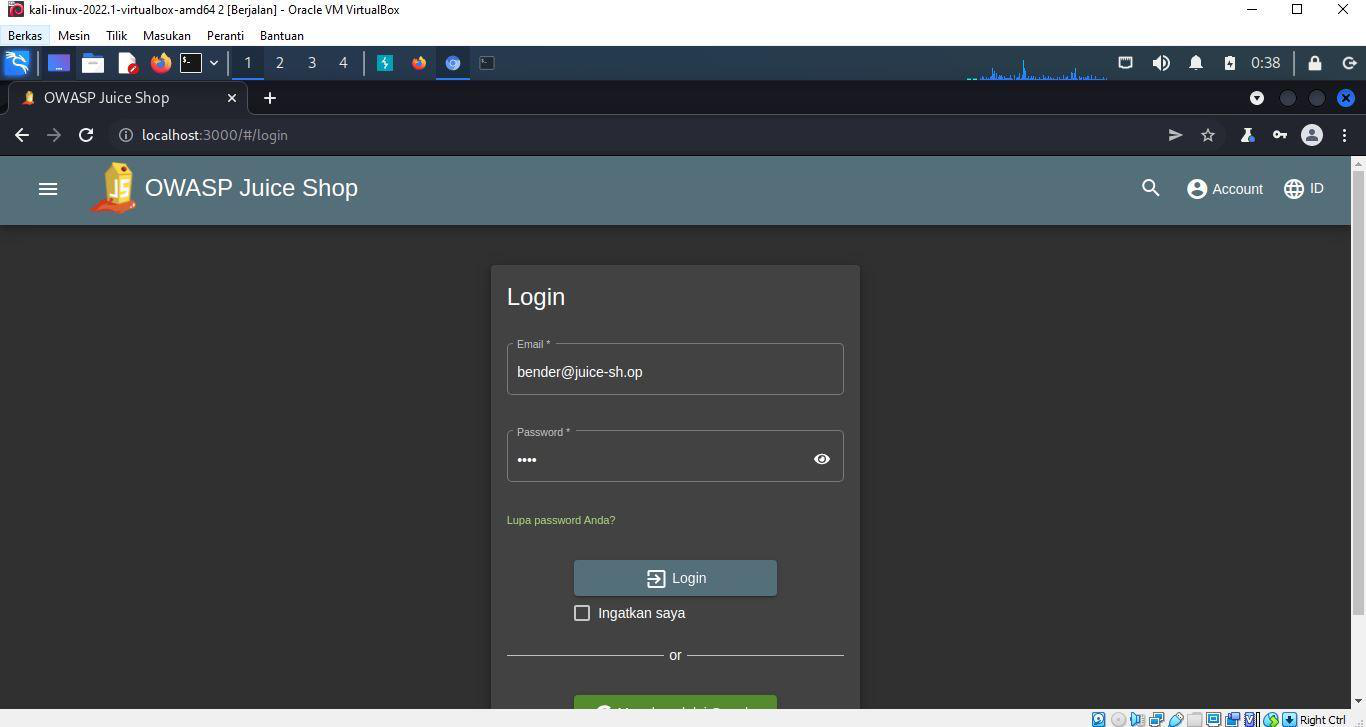 kali-linux-2022.1-virtualbox-amd64 2 [Berjalan] - Oracle VM VirtualBox
Berkas Mesin Tilik Masukan Peranti Bantuan
1 2 3 4 0:38
OWASP Juice Shop
localhost:3000/#/login
JS OWASP Juice Shop Account ID
Login
Email *
bender@juice-sh.op
Password *
••••
Lupa password Anda?
Login
Ingatkan saya
or
Right Ctrl